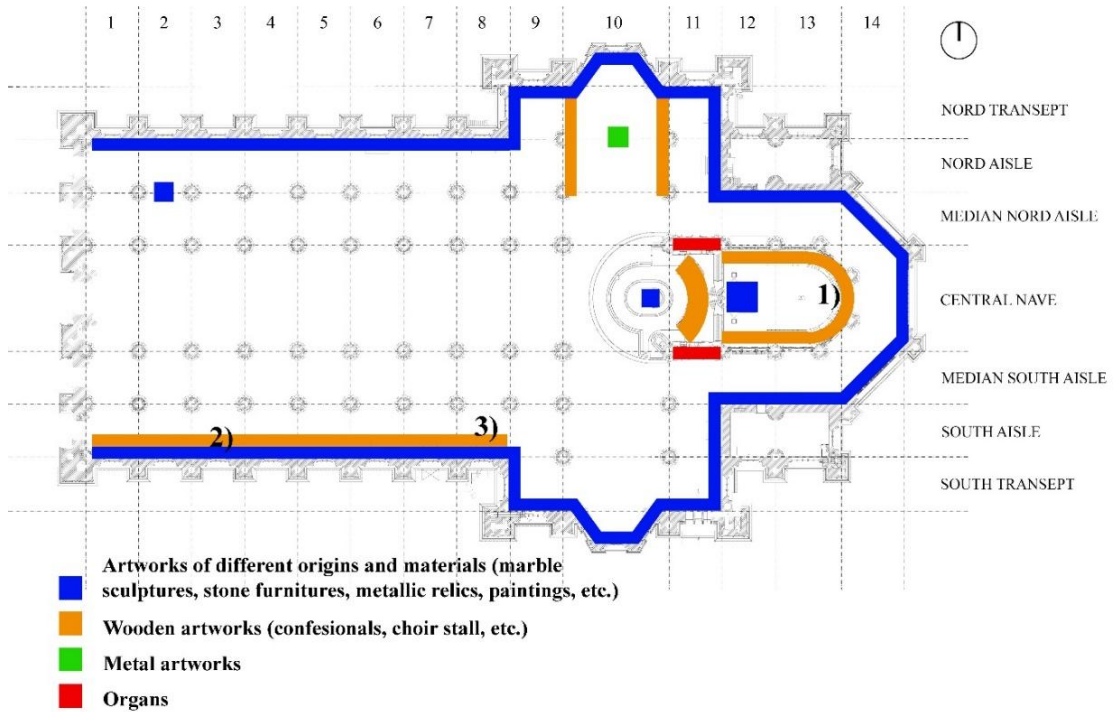 1 2 3 4 5 6 7 8 9 10 11 12 13 14
NORD TRANSEPT
NORD AISLE
MEDIAN NORD AISLE
1)
CENTRAL NAVE
MEDIAN SOUTH AISLE
2)
3)
SOUTH AISLE
SOUTH TRANSEPT
Artworks of different origins and materials (marble
sculptures, stone furnitures, metallic relics, paintings, etc.)
Wooden artworks (confesionals, choir stall, etc.)
Metal artworks
Organs